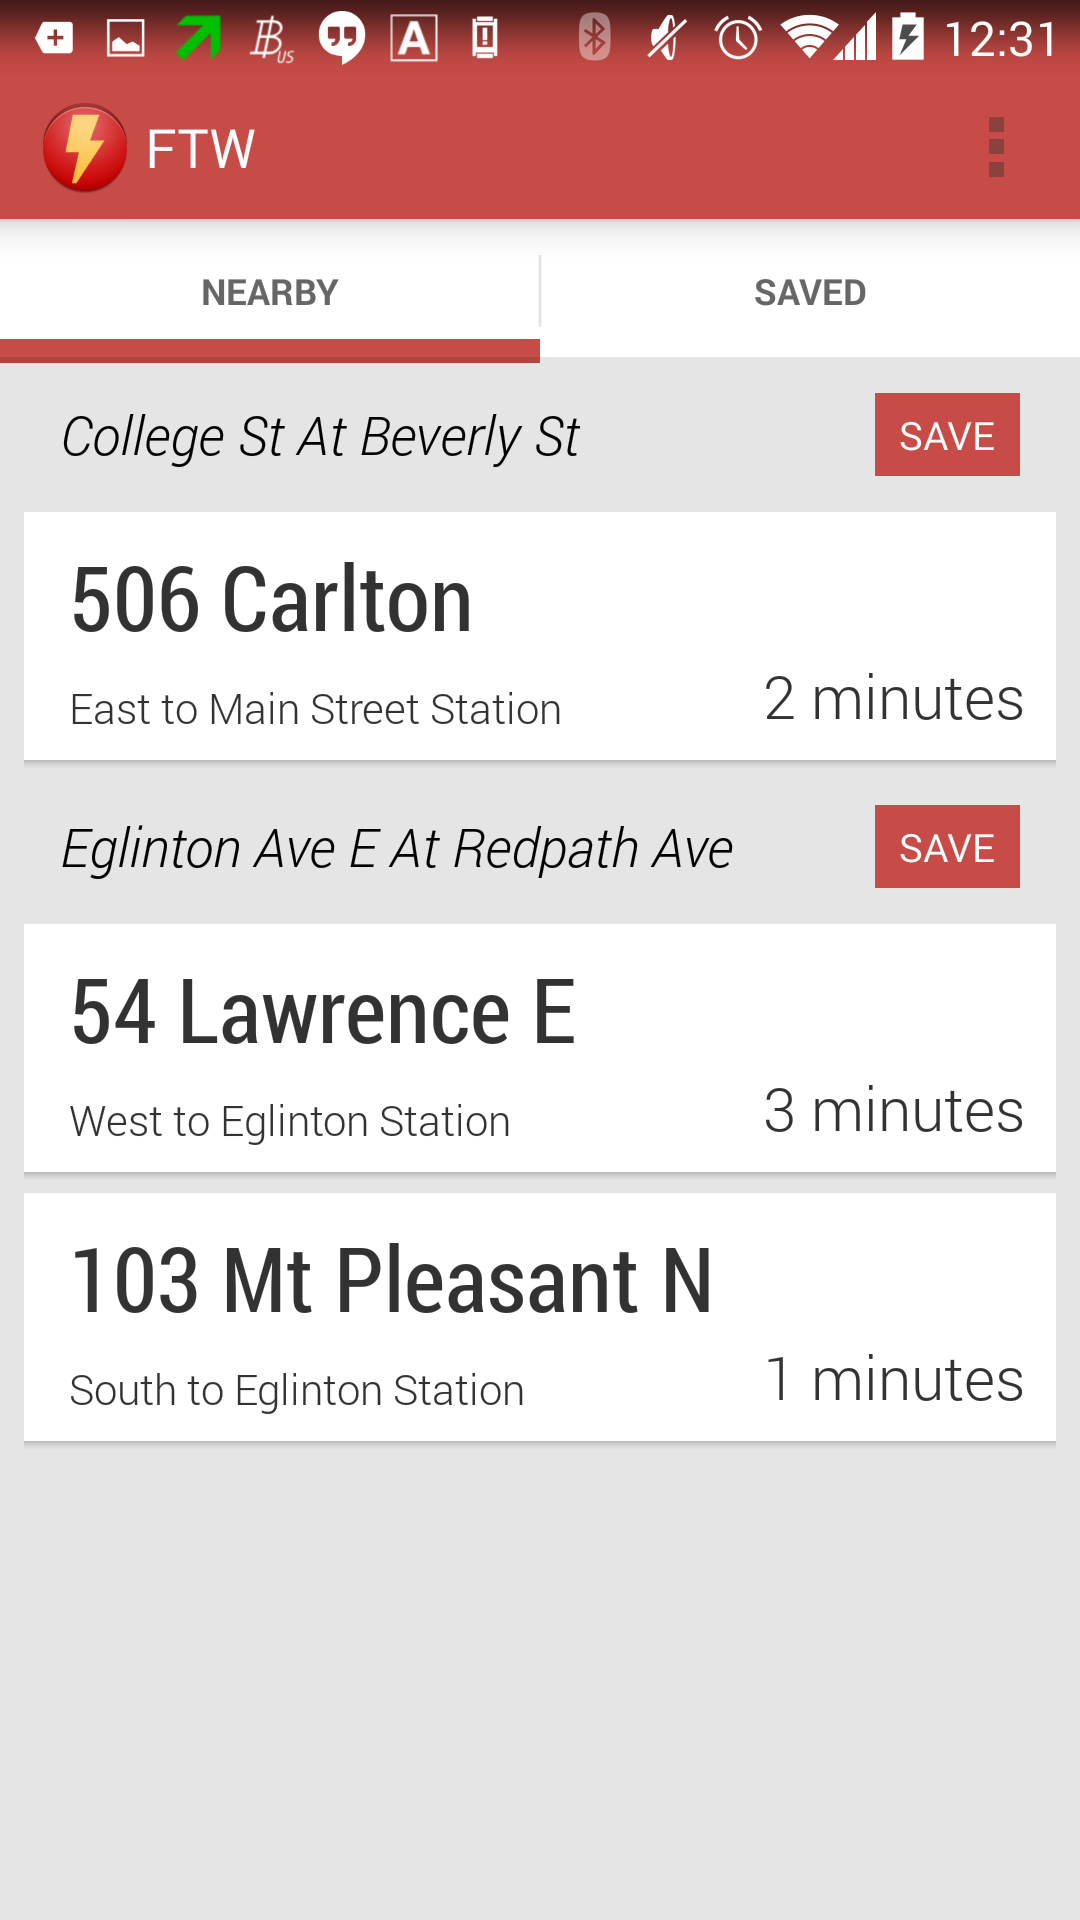 12:31
FTW
NEARBY
SAVED
College St At Beverly St
SAVE
506 Carlton
East to Main Street Station
2 minutes
Eglinton Ave E At Redpath Ave
SAVE
54 Lawrence E
West to Eglinton Station
3 minutes
103 Mt Pleasant N
South to Eglinton Station
1 minutes